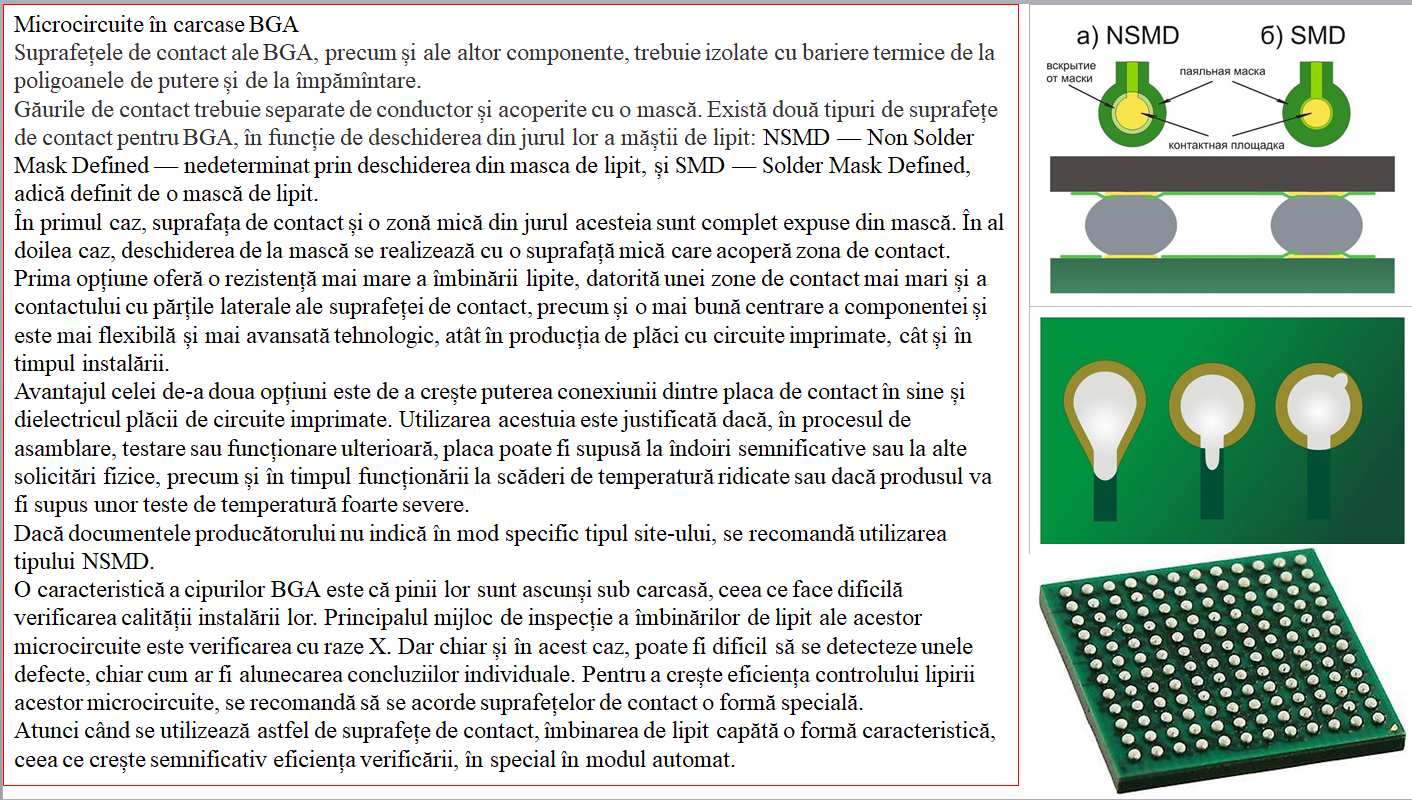 Microcircuite în carcase BGA
Suprafețele de contact ale BGA, precum și ale altor componente, trebuie izolate cu bariere termice de la
poligoanele de putere și de la împămîntare.
Găurile de contact trebuie separate de conductor și acoperite cu o mască. Există două tipuri de suprafețe
de contact pentru BGA, în funcție de deschiderea din jurul lor a măștii de lipit: NSMD — Non Solder
Mask Defined — nedeterminat prin deschiderea din masca de lipit, și SMD — Solder Mask Defined,
adică definit de o mască de lipit.
În primul caz, suprafața de contact și o zonă mică din jurul acesteia sunt complet expuse din mască. În al
doilea caz, deschiderea de la mască se realizează cu o suprafață mică care acoperă zona de contact.
Prima opțiune oferă o rezistență mai mare a îmbinării lipite, datorită unei zone de contact mai mari și a
contactului cu părțile laterale ale suprafeței de contact, precum și o mai bună centrare a componentei și
este mai flexibilă și mai avansată tehnologic, atât în producția de plăci cu circuite imprimate, cât și în
timpul instalării.
Avantajul celei de-a doua opțiuni este de a crește puterea conexiunii dintre placa de contact în sine și
dielectricul plăcii de circuite imprimate. Utilizarea acestuia este justificată dacă, în procesul de
asamblare, testare sau funcționare ulterioară, placa poate fi supusă la îndoiri semnificative sau la alte
solicitări fizice, precum și în timpul funcționării la scăderi de temperatură ridicate sau dacă produsul va
fi supus unor teste de temperatură foarte severe.
Dacă documentele producătorului nu indică în mod specific tipul site-ului, se recomandă utilizarea
tipului NSMD.
O caracteristică a cipurilor BGA este că pinii lor sunt ascunși sub carcasă, ceea ce face dificilă
verificarea calității instalării lor. Principalul mijloc de inspecție a îmbinărilor de lipit ale acestor
microcircuite este verificarea cu raze X. Dar chiar și în acest caz, poate fi dificil să se detecteze unele
defecte, chiar cum ar fi alunecarea concluziilor individuale. Pentru a crește eficiența controlului lipirii
acestor microcircuite, se recomandă să se acorde suprafețelor de contact o formă specială.
Atunci când se utilizează astfel de suprafețe de contact, îmbinarea de lipit capătă o formă caracteristică,
ceea ce crește semnificativ eficiența verificării, în special în modul automat.
а) NSMD
б) SMD
вскрытие
от маски
паяльная маска
контактная площадка